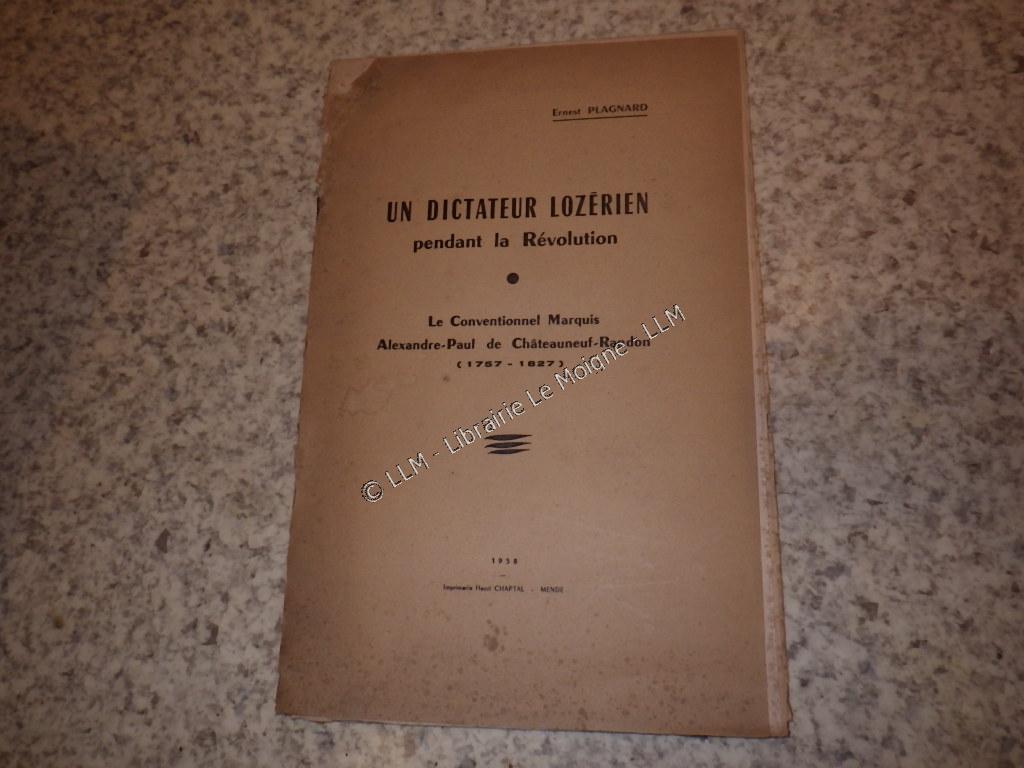 Ernest PLAGNARD
UN DICTATEUR LOZÉRIEN
pendant la Révolution
Le Conventionnel Marquis
Alexandre-Paul de Châteauneuf-Randon
(1757 - 1827)
© LLM - Librairie Le Moigne - LLM
1958
Imprimerie Henri CHAPTAL - MENDE